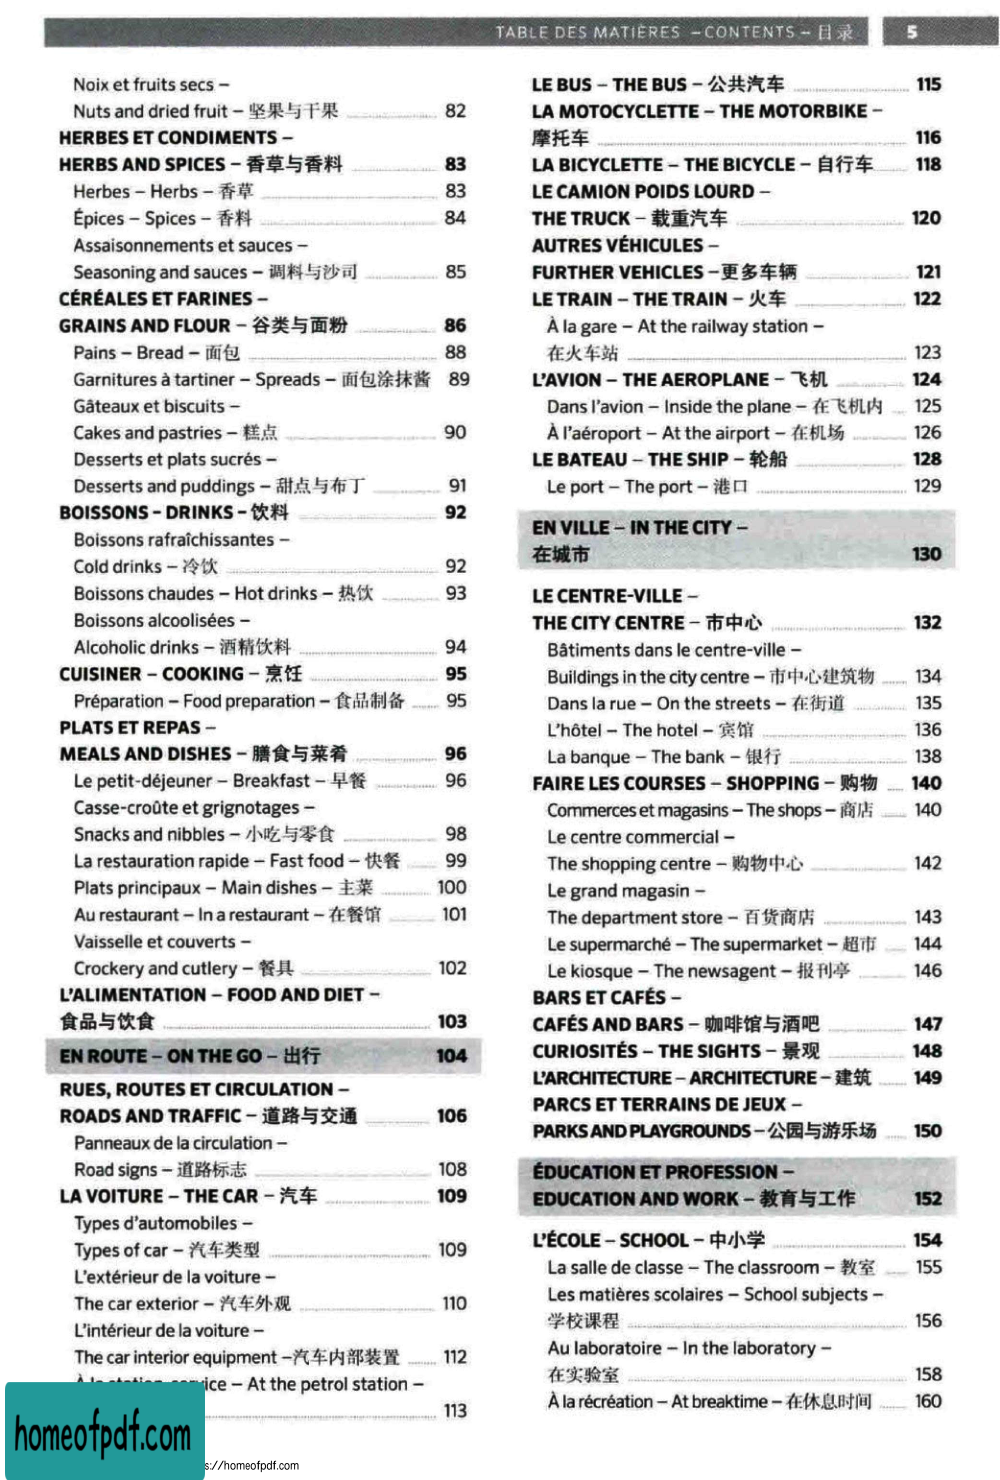 TABLE DES MATIÈRES – CONTENTS – 目录 5
Noix et fruits secs –
Nuts and dried fruit – 坚果与干果 82
HERBES ET CONDIMENTS –
HERBS AND SPICES – 香草与香料 83
Herbes – Herbs – 香草 83
Épices – Spices – 香料 84
Assaisonnements et sauces –
Seasoning and sauces – 调料与沙司 85
CÉRÉALES ET FARINES –
GRAINS AND FLOUR – 谷类与面粉 86
Pains – Bread – 面包 88
Garnitures à tartiner – Spreads – 面包涂抹酱 89
Gâteaux et biscuits –
Cakes and pastries – 糕点 90
Desserts et plats sucrés –
Desserts and puddings – 甜点与布丁 91
BOISSONS – DRINKS – 饮料 92
Boissons rafraîchissantes –
Cold drinks – 冷饮 92
Boissons chaudes – Hot drinks – 热饮 93
Boissons alcoolisées –
Alcoholic drinks – 酒精饮料 94
CUISINER – COOKING – 烹饪 95
Préparation – Food preparation – 食品制备 95
PLATS ET REPAS –
MEALS AND DISHES – 膳食与菜肴 96
Le petit-déjeuner – Breakfast – 早餐 96
Casse-croûte et grignotages –
Snacks and nibbles – 小吃与零食 98
La restauration rapide – Fast food – 快餐 99
Plats principaux – Main dishes – 主菜 100
Au restaurant – In a restaurant – 在餐馆 101
Vaisselle et couverts –
Crockery and cutlery – 餐具 102
L'ALIMENTATION – FOOD AND DIET –
食品与饮食 103
EN ROUTE – ON THE GO – 出行 104
RUES, ROUTES ET CIRCULATION –
ROADS AND TRAFFIC – 道路与交通 106
Panneaux de la circulation –
Road signs – 道路标志 108
LA VOITURE – THE CAR – 汽车 109
Types d'automobiles –
Types of car – 汽车类型 109
L'extérieur de la voiture –
The car exterior – 汽车外观 110
L'intérieur de la voiture –
The car interior equipment –汽车内部装置 112
– At the petrol station –
113
LE BUS – THE BUS – 公共汽车 115
LA MOTOCYCLETTE – THE MOTORBIKE –
摩托车 116
LA BICYCLETTE – THE BICYCLE – 自行车 118
LE CAMION POIDS LOURD –
THE TRUCK – 载重汽车 120
AUTRES VÉHICULES –
FURTHER VEHICLES –更多车辆 121
LE TRAIN – THE TRAIN – 火车 122
À la gare – At the railway station –
在火车站 123
L'AVION – THE AEROPLANE – 飞机 124
Dans l'avion – Inside the plane – 在飞机内 125
À l'aéroport – At the airport – 在机场 126
LE BATEAU – THE SHIP – 轮船 128
Le port – The port – 港口 129
EN VILLE – IN THE CITY –
在城市 130
LE CENTRE-VILLE –
THE CITY CENTRE – 市中心 132
Bâtiments dans le centre-ville –
Buildings in the city centre – 市中心建筑物 134
Dans la rue – On the streets – 在街道 135
L'hôtel – The hotel – 宾馆 136
La banque – The bank – 银行 138
FAIRE LES COURSES – SHOPPING – 购物 140
Commerces et magasins – The shops – 商店 140
Le centre commercial –
The shopping centre – 购物中心 142
Le grand magasin –
The department store – 百货商店 143
Le supermarché – The supermarket – 超市 144
Le kiosque – The newsagent – 报刊亭 146
BARS ET CAFÉS –
CAFÉS AND BARS – 咖啡馆与酒吧 147
CURIOSITÉS – THE SIGHTS – 景观 148
L'ARCHITECTURE – ARCHITECTURE – 建筑 149
PARCS ET TERRAINS DE JEUX –
PARKS AND PLAYGROUNDS – 公园与游乐场 150
ÉDUCATION ET PROFESSION –
EDUCATION AND WORK – 教育与工作 152
L'ÉCOLE – SCHOOL – 中小学 154
La salle de classe – The classroom – 教室 155
Les matières scolaires – School subjects –
学校课程 156
Au laboratoire – In the laboratory –
在实验室 158
À la récréation – At breaktime – 在休息时间 160
homeofpdf.com
s://homeofpdf.com